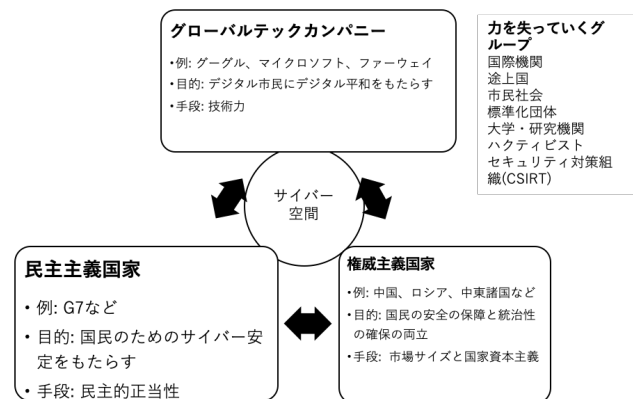 グローバルテックカンパニー
•例: グーグル、マイクロソフト、ファーウェイ
•目的: デジタル市民にデジタル平和をもたらす
•手段: 技術力
力を失っていくグ
ループ
国際機関
途上国
市民社会
標準化団体
大学・研究機関
ハクティビスト
セキュリティ対策組
織(CSIRT)
サイバー
空間
民主主義国家
• 例: G7など
• 目的: 国民のためのサイバー安
定をもたらす
• 手段: 民主的正当性
権威主義国家
•例: 中国、ロシア、中東諸国など
•目的: 国民の安全の保障と統治性
の確保の両立
•手段: 市場サイズと国家資本主義